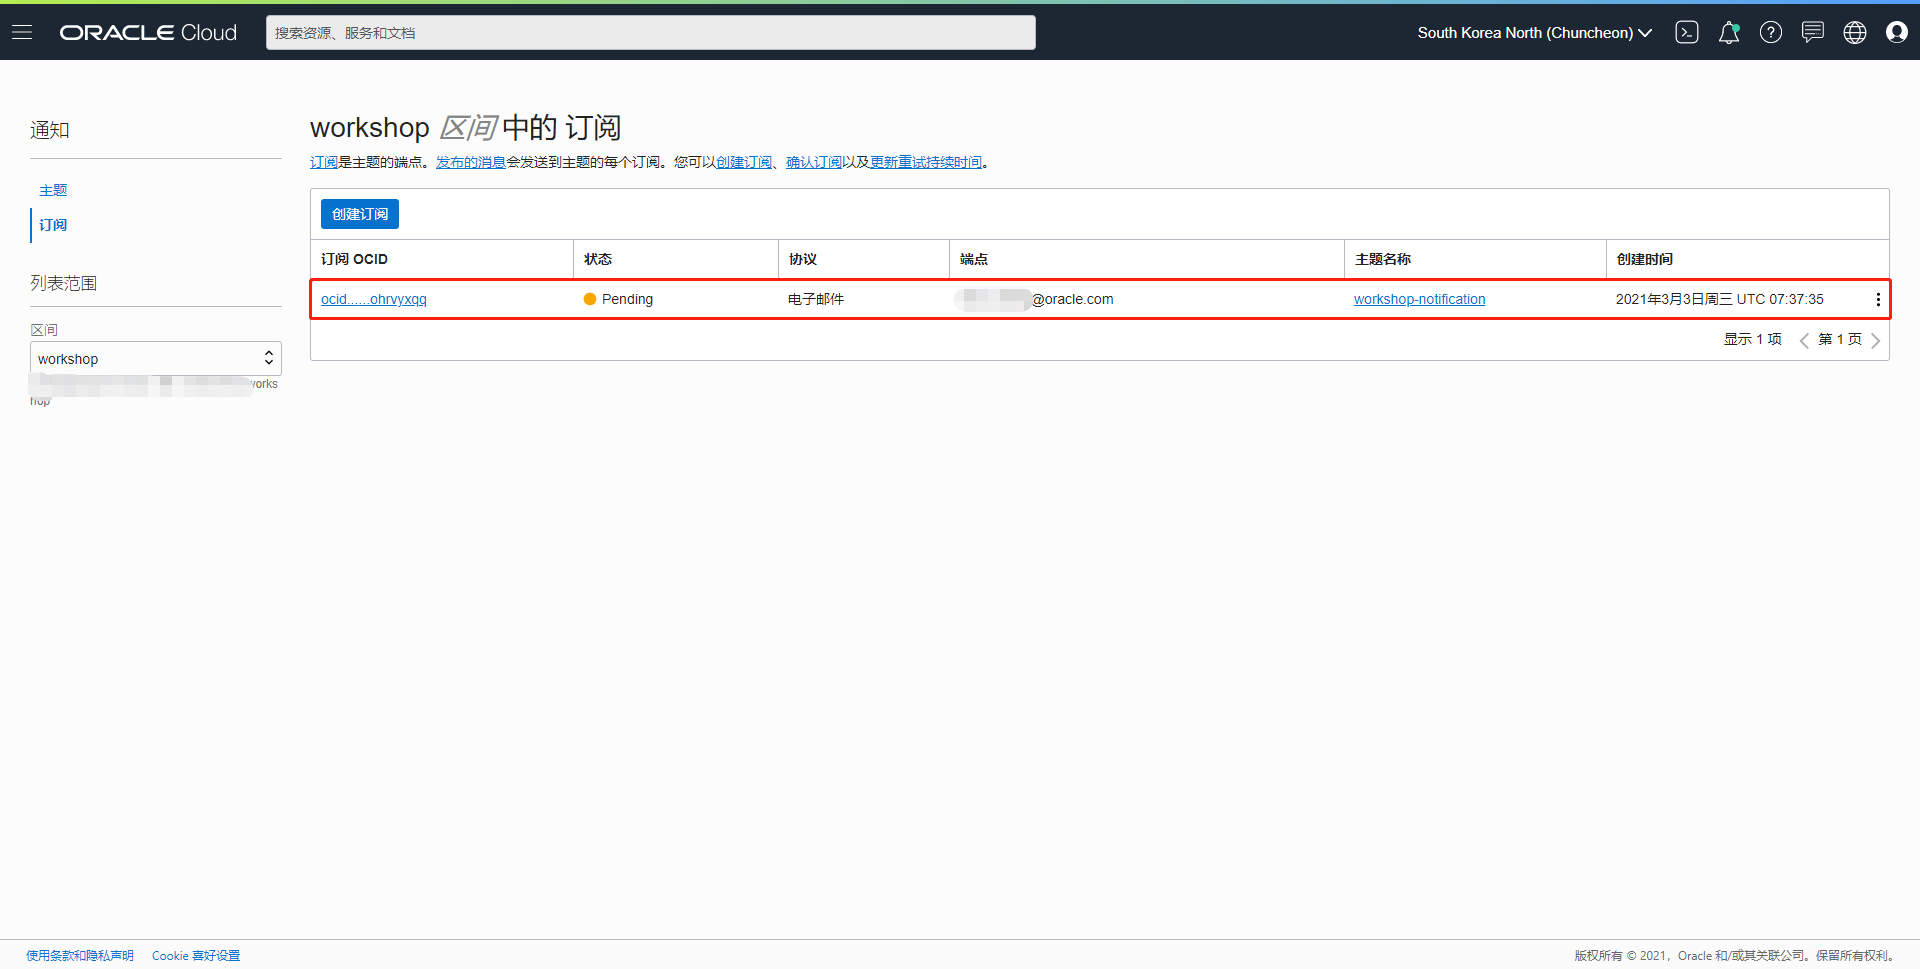 ORACLE Cloud
搜索资源、服务和文档
South Korea North (Chuncheon)
通知
主题
订阅
列表范围
区间
workshop
works
hop
workshop 区间 中的 订阅
订阅是主题的端点。发布的消息会发送到主题的每个订阅。您可以创建订阅、确认订阅以及更新重试持续时间。
创建订阅
订阅 OCID 状态 协议 端点 主题名称 创建时间
ocid......ohrvyxqq Pending 电子邮件 @oracle.com workshop-notification 2021年3月3日周三 UTC 07:37:35
显示 1 项 第 1 页
使用条款和隐私声明 Cookie 喜好设置
版权所有 © 2021，Oracle 和/或其关联公司。保留所有权利。